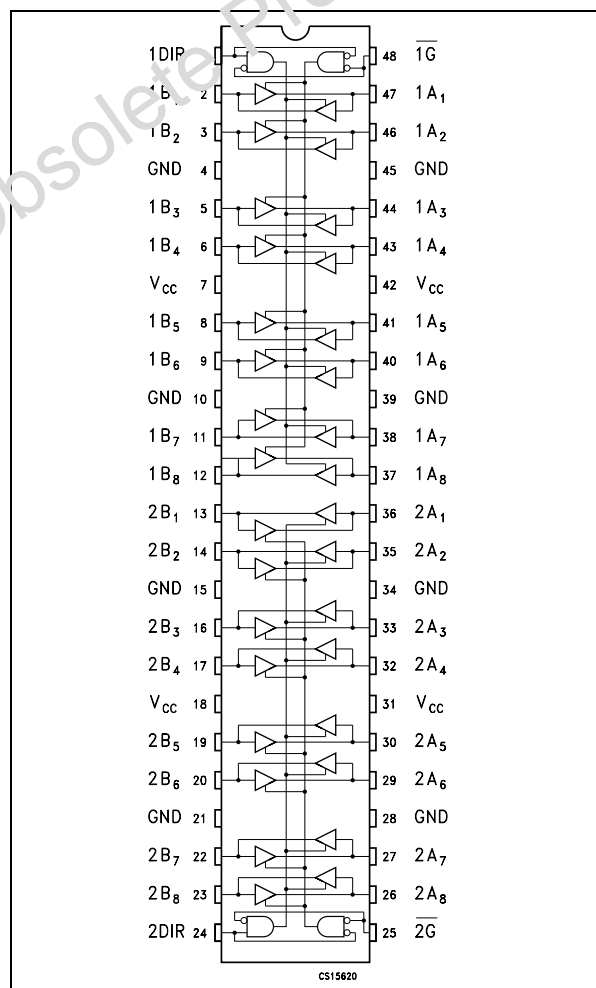 Obsolete
1DIR 1 48 1G
1B1 2 47 1A1
1B2 3 46 1A2
GND 4 45 GND
1B3 5 44 1A3
1B4 6 43 1A4
VCC 7 42 VCC
1B5 8 41 1A5
1B6 9 40 1A6
GND 10 39 GND
1B7 11 38 1A7
1B8 12 37 1A8
2B1 13 36 2A1
2B2 14 35 2A2
GND 15 34 GND
2B3 16 33 2A3
2B4 17 32 2A4
VCC 18 31 VCC
2B5 19 30 2A5
2B6 20 29 2A6
GND 21 28 GND
2B7 22 27 2A7
2B8 23 26 2A8
2DIR 24 25 2G
CS15620